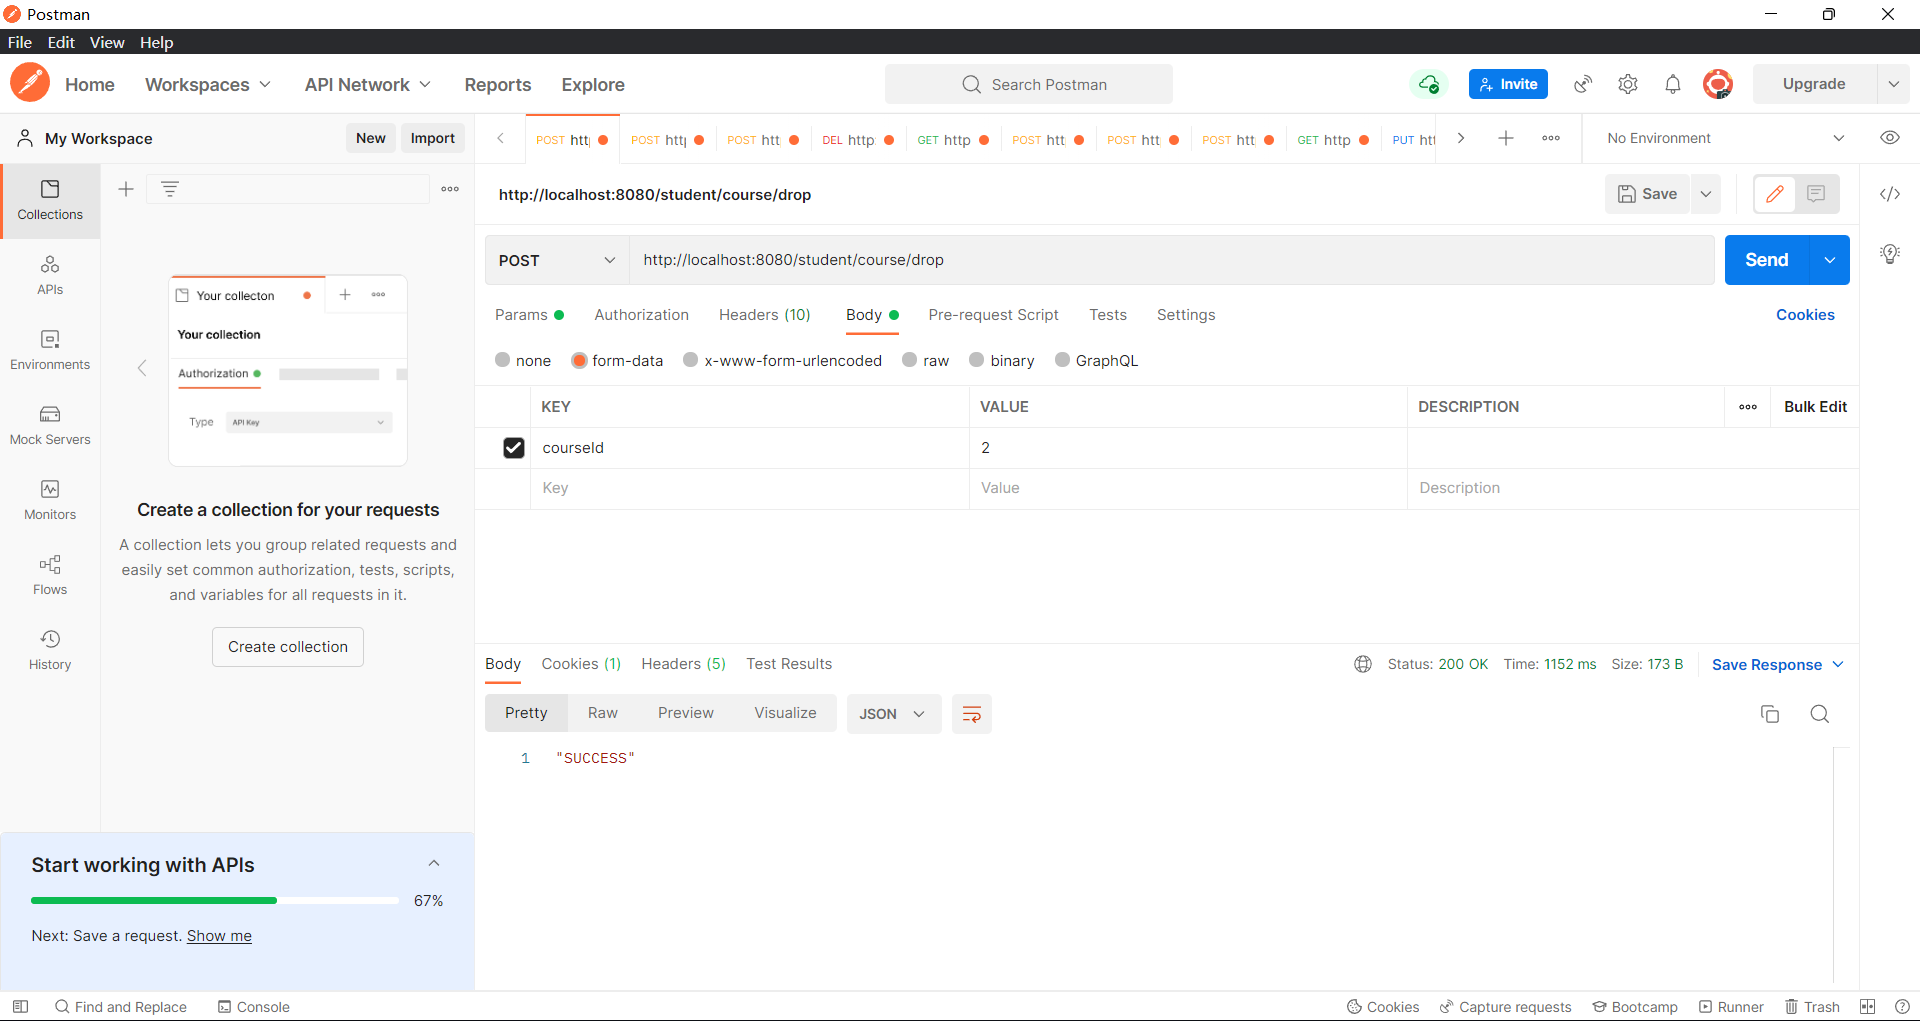 Postman
File Edit View Help
Home Workspaces API Network Reports Explore Search Postman Invite Upgrade
My Workspace New Import
POST POST POST DEL http GET http POST POST POST GET http PUT
No Environment
Collections
APIs
Environments
Mock Servers
Monitors
Flows
History
Your collecton
Your collection
Authorization
Type API Key
Create a collection for your requests
A collection lets you group related requests and
easily set common authorization, tests, scripts,
and variables for all requests in it.
Create collection
Start working with APIs
67%
Next: Save a request. Show me
http://localhost:8080/student/course/drop Save
POST http://localhost:8080/student/course/drop Send
Params Authorization Headers (10) Body Pre-request Script Tests Settings Cookies
none form-data x-www-form-urlencoded raw binary GraphQL
KEY VALUE DESCRIPTION Bulk Edit
courseId 2
Key Value Description
Body Cookies (1) Headers (5) Test Results Status: 200 OK Time: 1152 ms Size: 173 B Save Response
Pretty Raw Preview Visualize JSON
1 "SUCCESS"
Find and Replace Console Cookies Capture requests Bootcamp Runner Trash